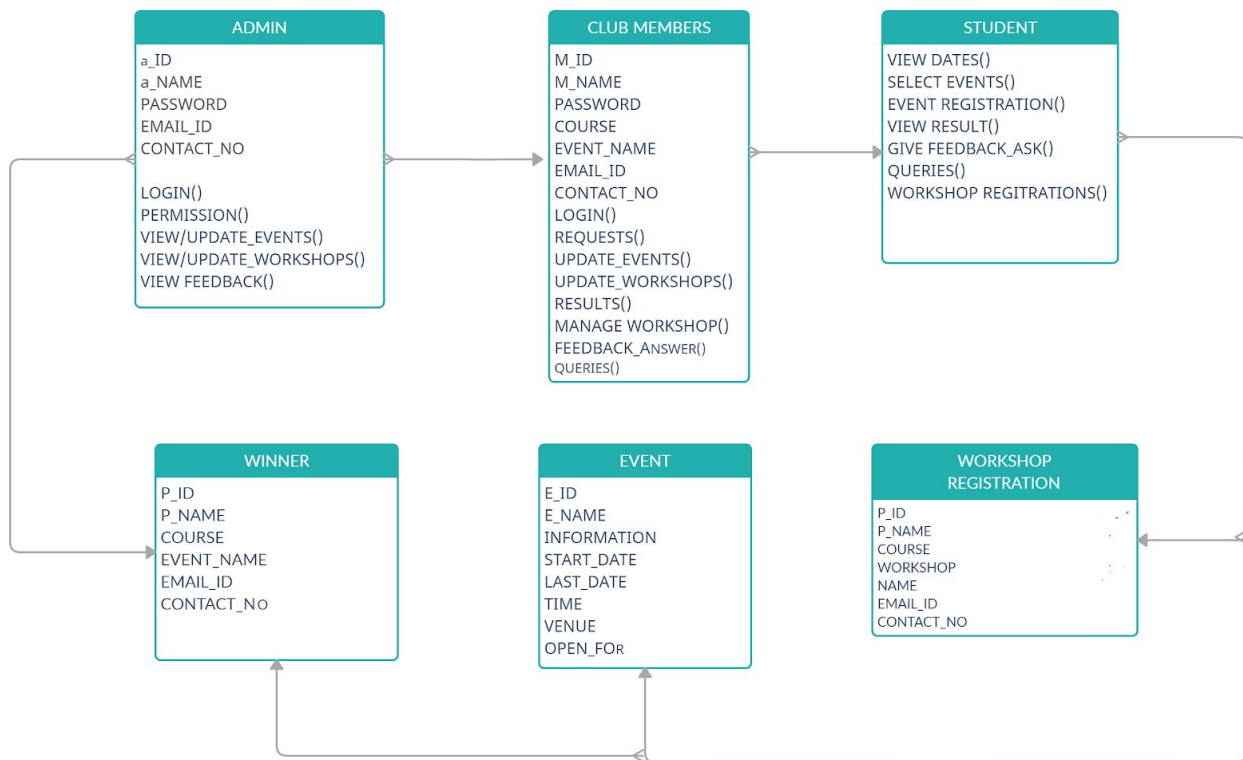 ADMIN
a_ID
a_NAME
PASSWORD
EMAIL_ID
CONTACT_NO
LOGIN()
PERMISSION()
VIEW/UPDATE_EVENTS()
VIEW/UPDATE_WORKSHOPS()
VIEW FEEDBACK()
CLUB MEMBERS
M_ID
M_NAME
PASSWORD
COURSE
EVENT_NAME
EMAIL_ID
CONTACT_NO
LOGIN()
REQUESTS()
UPDATE_EVENTS()
UPDATE_WORKSHOPS()
RESULTS()
MANAGE WORKSHOP()
FEEDBACK_ANSWER()
QUERIES()
STUDENT
VIEW DATES()
SELECT EVENTS()
EVENT REGISTRATION()
VIEW RESULT()
GIVE FEEDBACK_ASK()
QUERIES()
WORKSHOP REGITRATIONS()
WINNER
P_ID
P_NAME
COURSE
EVENT_NAME
EMAIL_ID
CONTACT_NO
EVENT
E_ID
E_NAME
INFORMATION
START_DATE
LAST_DATE
TIME
VENUE
OPEN_FOR
WORKSHOP
REGISTRATION
P_ID
P_NAME
COURSE
WORKSHOP
NAME
EMAIL_ID
CONTACT_NO